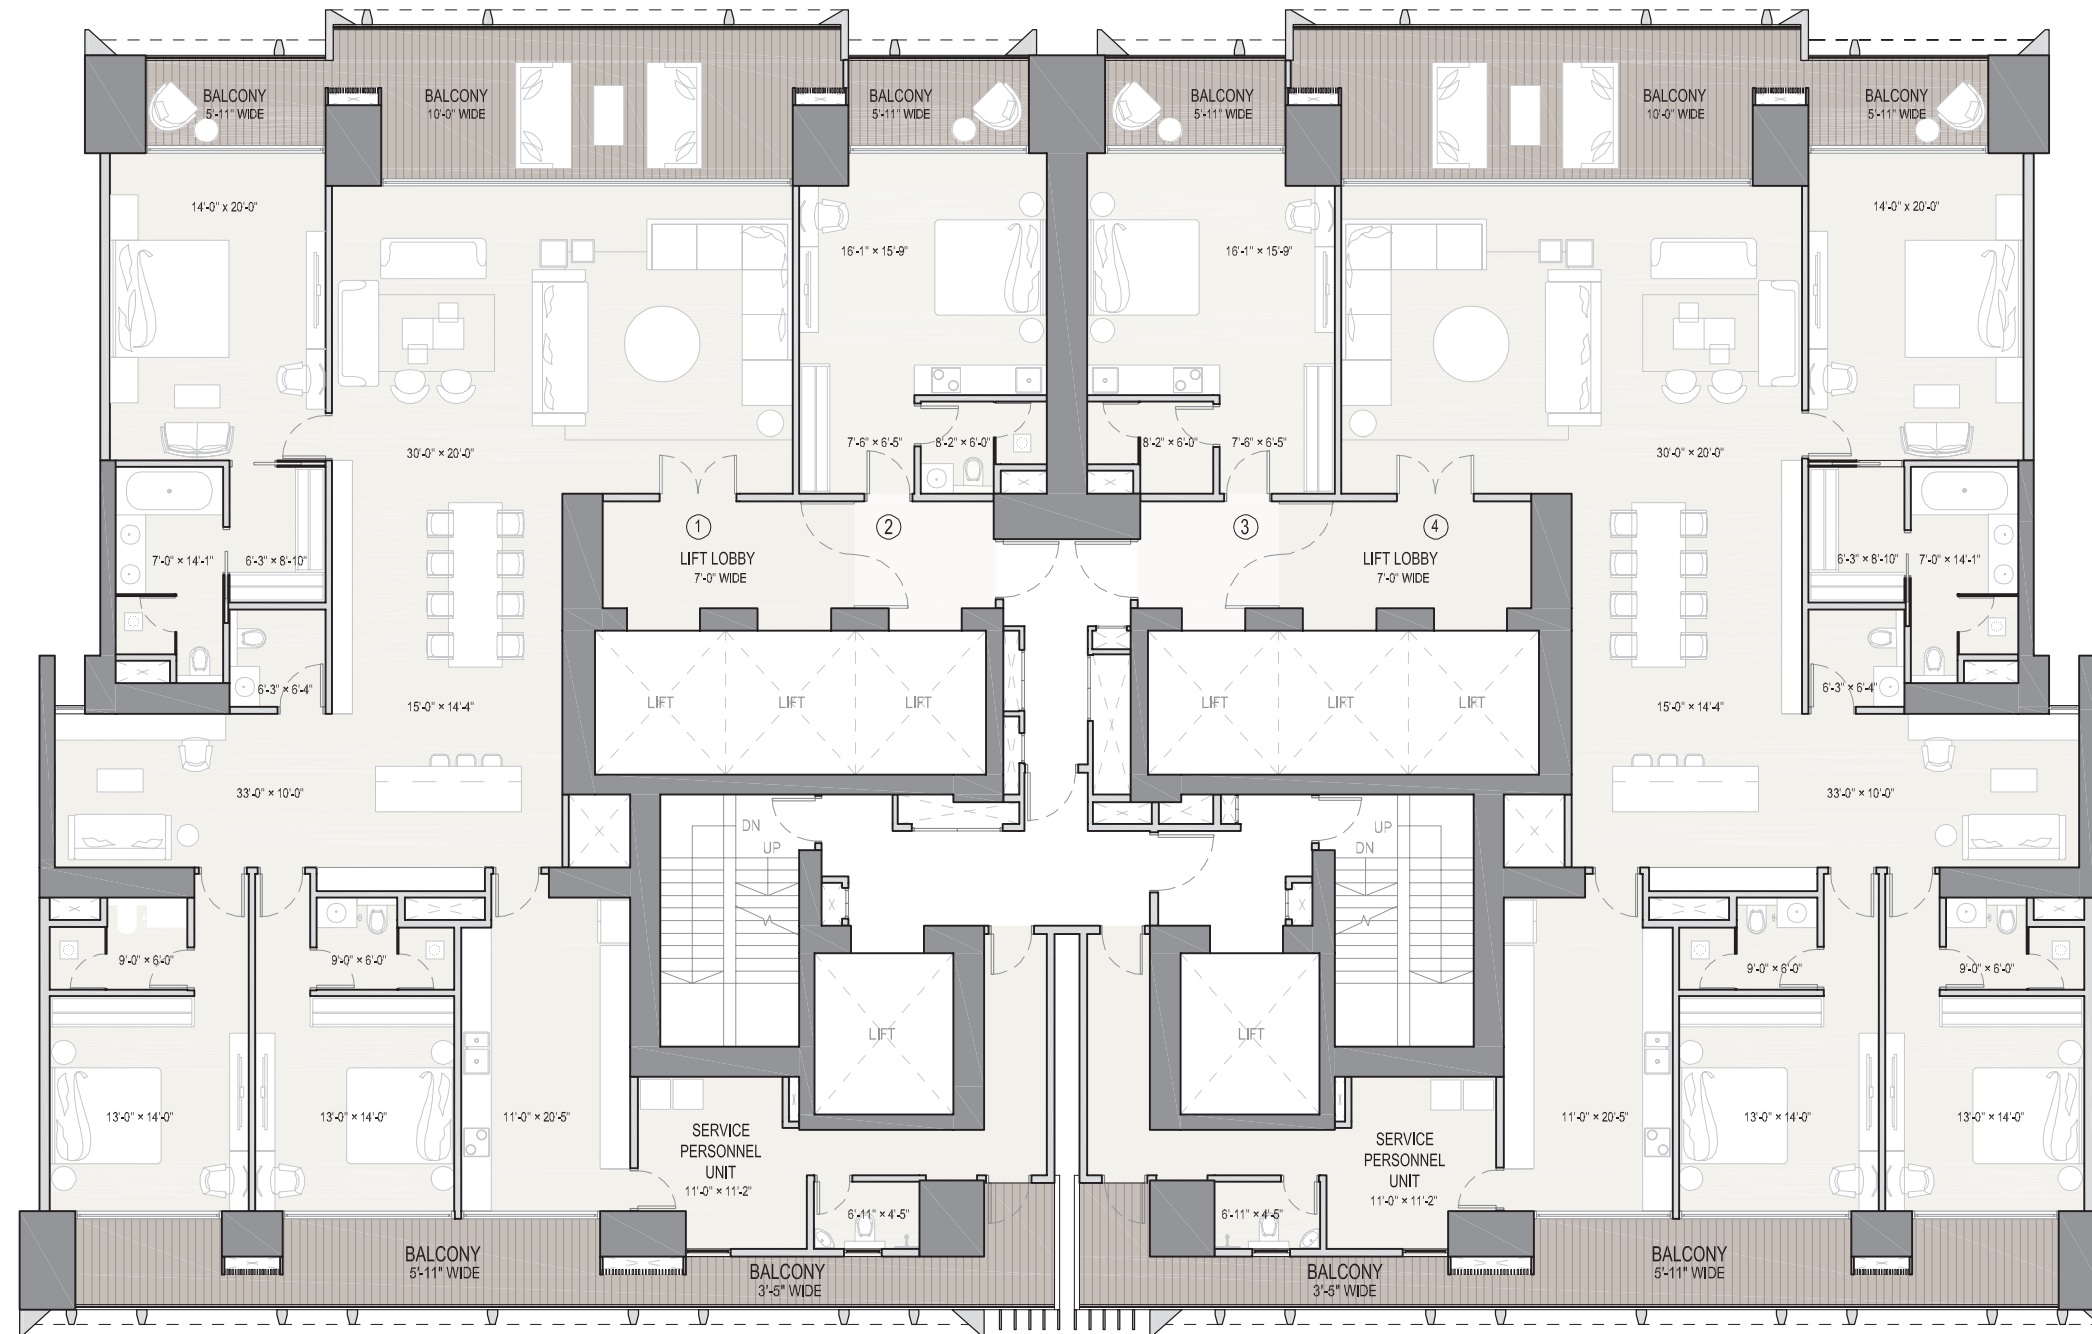 BALCONY
5'-11" WIDE
BALCONY
10'-0" WIDE
BALCONY
5'-11" WIDE
BALCONY
5'-11" WIDE
BALCONY
10'-0" WIDE
BALCONY
5'-11" WIDE
14'-0" x 20'-0"
14'-0" x 20'-0"
16'-1" × 15'-9"
16'-1" × 15'-9"
30'-0" × 20'-0"
7'-6" × 6'-5"
8'-2" × 6'-0"
8'-2" × 6'-0"
7'-6" × 6'-5"
30'-0" × 20'-0"
1
2
3
4
LIFT LOBBY
7'-0" WIDE
LIFT LOBBY
7'-0" WIDE
7'-0" × 14'-1"
6'-3" × 8'-10"
6'-3" × 8'-10"
7'-0" × 14'-1"
6'-3" × 6'-4"
6'-3" × 6'-4"
15'-0" × 14'-4"
LIFT
LIFT
LIFT
LIFT
LIFT
LIFT
15'-0" × 14'-4"
33'-0" × 10'-0"
33'-0" × 10'-0"
DN
UP
UP
DN
9'-0" × 6'-0"
9'-0" × 6'-0"
9'-0" × 6'-0"
9'-0" × 6'-0"
LIFT
LIFT
13'-0" × 14'-0"
13'-0" × 14'-0"
11'-0" × 20'-5"
11'-0" × 20'-5"
13'-0" × 14'-0"
13'-0" × 14'-0"
SERVICE
PERSONNEL
UNIT
11'-0" × 11'-2"
SERVICE
PERSONNEL
UNIT
11'-0" × 11'-2"
6'-11" × 4'-5"
6'-11" × 4'-5"
BALCONY
5'-11" WIDE
BALCONY
3'-5" WIDE
BALCONY
3'-5" WIDE
BALCONY
5'-11" WIDE